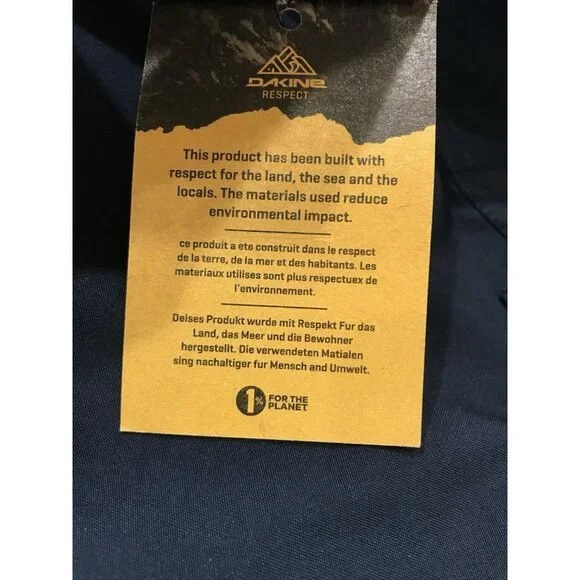 DAKINE
RESPECT
This product has been built with
respect for the land, the sea and the
locals. The materials used reduce
environmental impact.
ce produit a ete construit dans le respect
de la terre, de la mer et des habitants. Les
materiaux utilises sont plus respectuex de
l'environnement.
Deises Produkt wurde mit Respekt Fur das
Land, das Meer und die Bewohner
hergestellt. Die verwendeten Matialen
sing nachaltiger fur Mensch and Umwelt.
1% FOR THE
PLANET